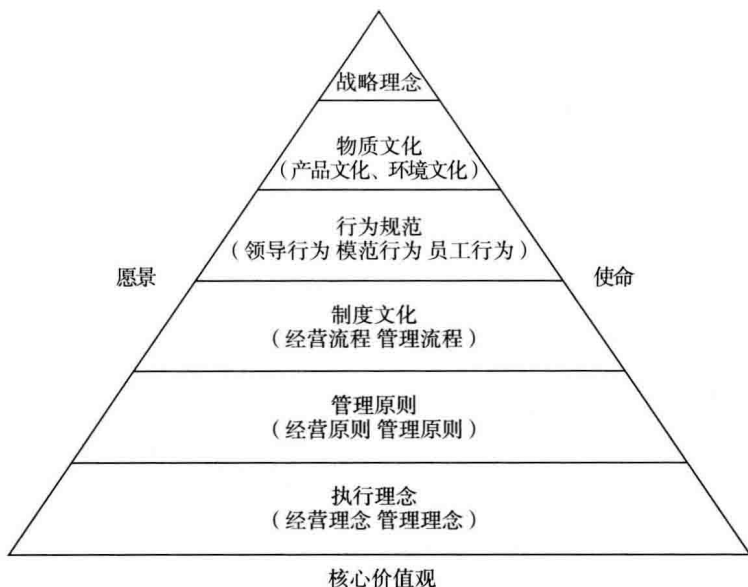 战略理念
物质文化
（产品文化、环境文化）
行为规范
（领导行为 模范行为 员工行为）
愿景
使命
制度文化
（经营流程 管理流程）
管理原则
（经营原则 管理原则）
执行理念
（经营理念 管理理念）
核心价值观